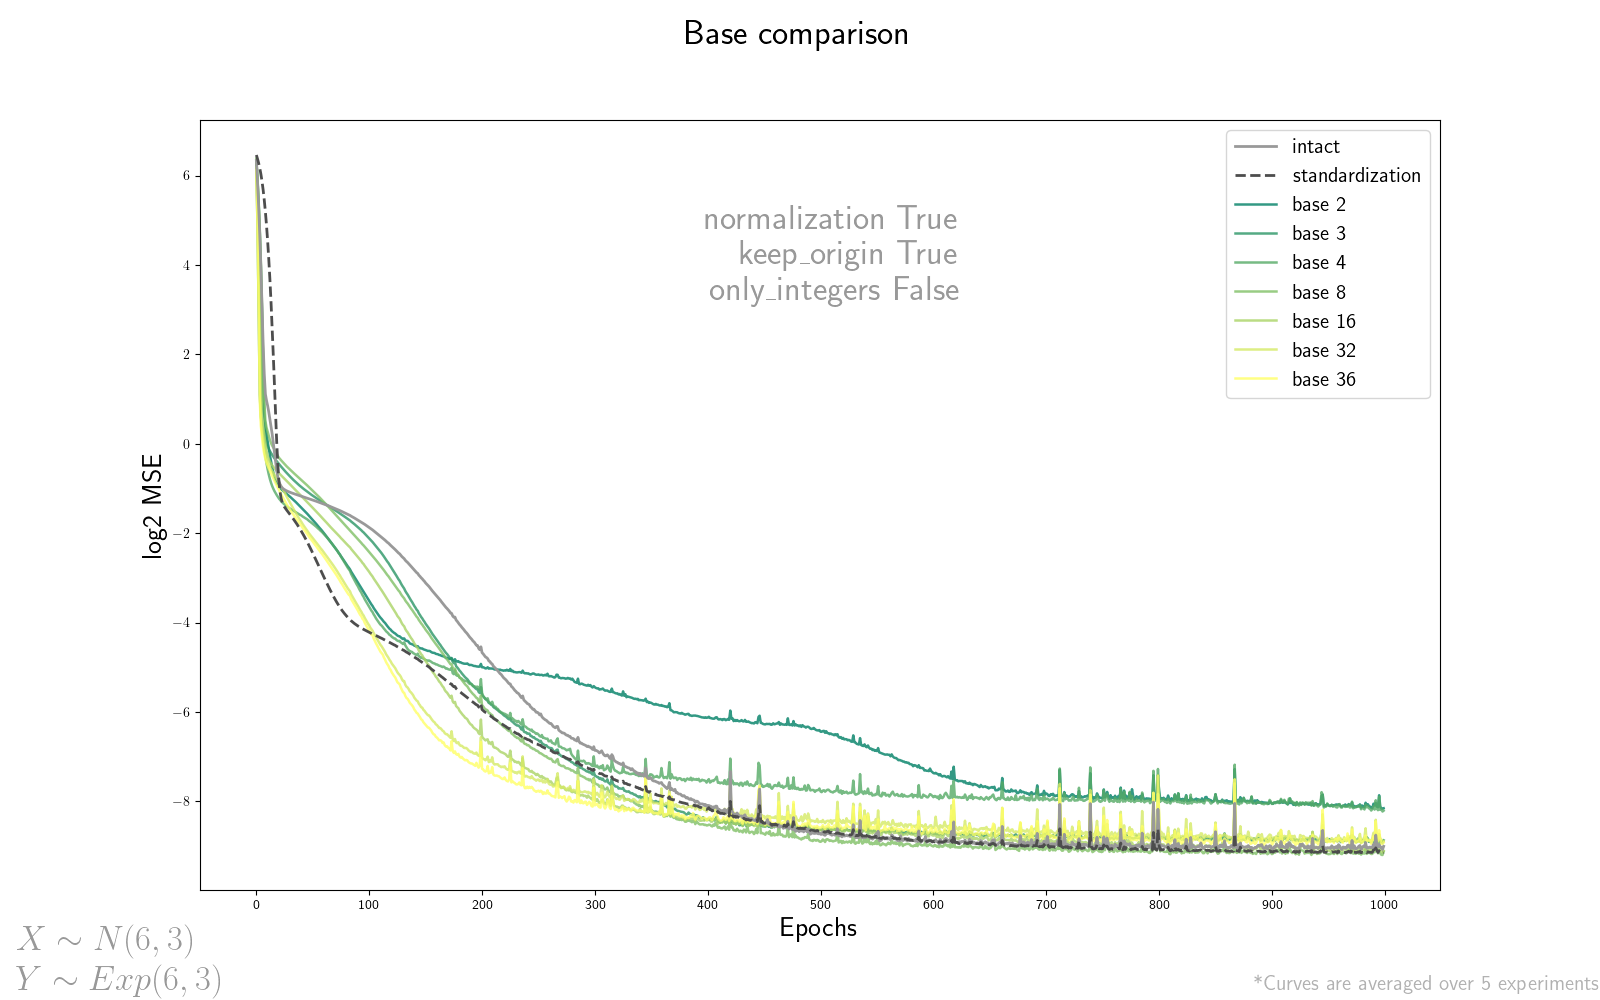 Base comparison
intact
standardization
base 2
base 3
base 4
base 8
base 16
base 32
base 36
normalization True
keep_origin True
only_integers False
log2 MSE
6
4
2
0
−2
−4
−6
−8
0 100 200 300 400 500 600 700 800 900 1000
Epochs
X ∼ N(6, 3)
Y ∼ Exp(6, 3)
*Curves are averaged over 5 experiments